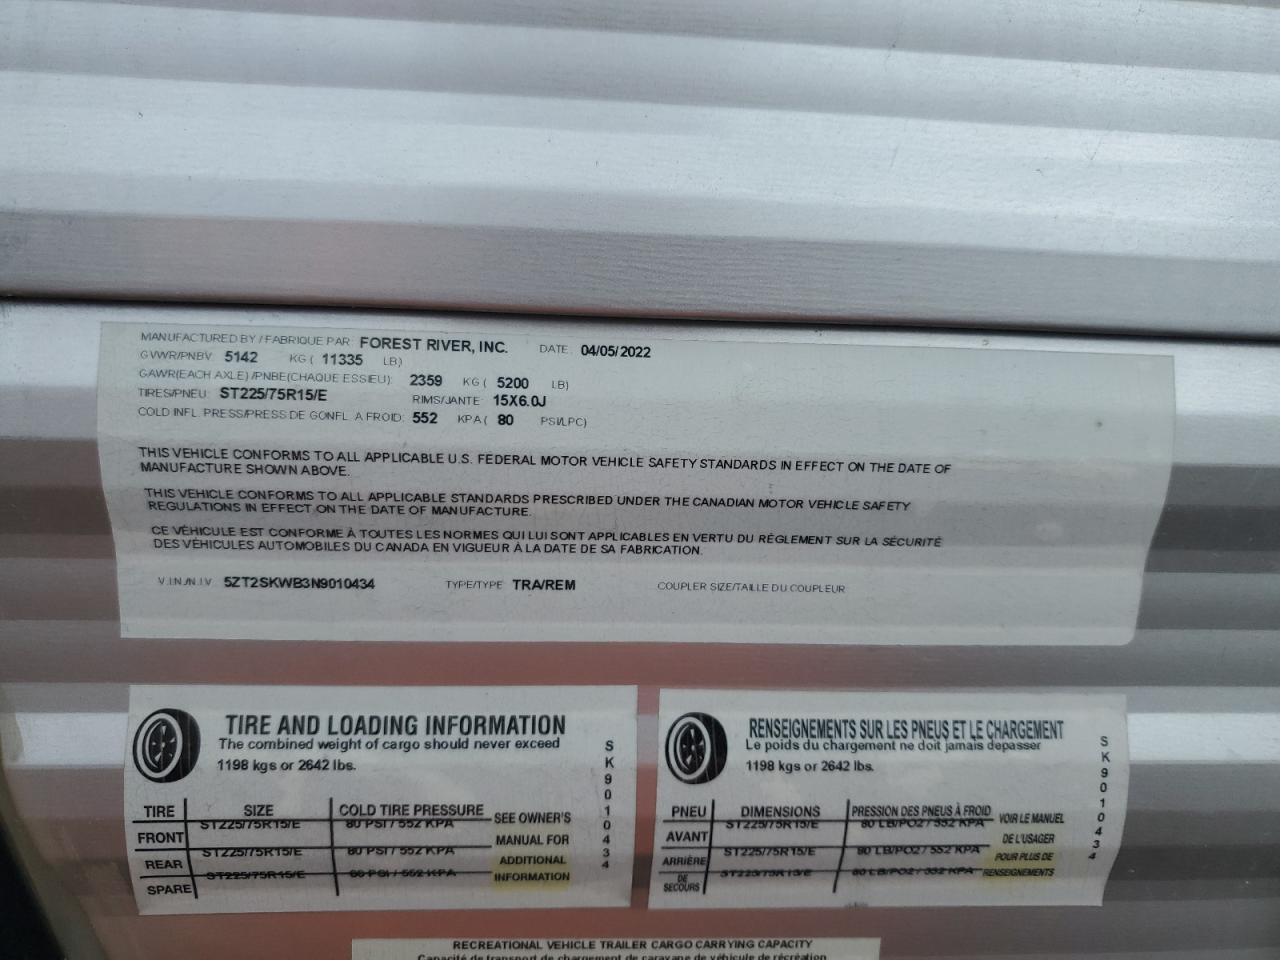 MANUFACTURED BY / FABRIQUE PAR: FOREST RIVER, INC. DATE: 04/05/2022
GVWR/PNBV 5142 KG ( 11335 LB)
GAWR(EACH AXLE) /PNBE(CHAQUE ESSIEU): 2359 KG ( 5200 LB)
TIRES/PNEU: ST225/75R15/E RIMS/JANTE: 15X6.0J
COLD INFL. PRESS/PRESS DE GONFL. A FROID: 552 KPA ( 80 PSI/LPC)
THIS VEHICLE CONFORMS TO ALL APPLICABLE U.S. FEDERAL MOTOR VEHICLE SAFETY STANDARDS IN EFFECT ON THE DATE OF
MANUFACTURE SHOWN ABOVE.
THIS VEHICLE CONFORMS TO ALL APPLICABLE STANDARDS PRESCRIBED UNDER THE CANADIAN MOTOR VEHICLE SAFETY
REGULATIONS IN EFFECT ON THE DATE OF MANUFACTURE.
CE VÉHICULE EST CONFORME À TOUTES LES NORMES QUI LUI SONT APPLICABLES EN VERTU DU RÈGLEMENT SUR LA SÉCURITÉ
DES VÉHICULES AUTOMOBILES DU CANADA EN VIGUEUR À LA DATE DE SA FABRICATION.
V.I.N./N.I.V 5ZT2SKWB3N9010434 TYPE/TYPE TRA/REM COUPLER SIZE/TAILLE DU COUPLEUR
TIRE AND LOADING INFORMATION
The combined weight of cargo should never exceed
1198 kgs or 2642 lbs.
TIRE SIZE COLD TIRE PRESSURE SEE OWNER'S
FRONT ST225/75R15/E 80 PSI / 552 KPA MANUAL FOR
REAR ST225/75R15/E 80 PSI / 552 KPA ADDITIONAL
SPARE ST225/75R15/E 80 PSI / 552 KPA INFORMATION
SK9010434
RENSEIGNEMENTS SUR LES PNEUS ET LE CHARGEMENT
Le poids du chargement ne doit jamais depasser
1198 kgs or 2642 lbs.
PNEU DIMENSIONS PRESSION DES PNEUS À FROID VOIR LE MANUEL
AVANT ST225/75R15/E 80 LB/PO2 / 552 KPA DE L'USAGER
ARRIÈRE ST225/75R15/E 80 LB/PO2 / 552 KPA POUR PLUS DE
DE SECOURS ST225/75R15/E 80 LB/PO2 / 552 KPA RENSEIGNEMENTS
SK9010434
RECREATIONAL VEHICLE TRAILER CARGO CARRYING CAPACITY
Capacité de transport de chargement de caravane de véhicule de récréation